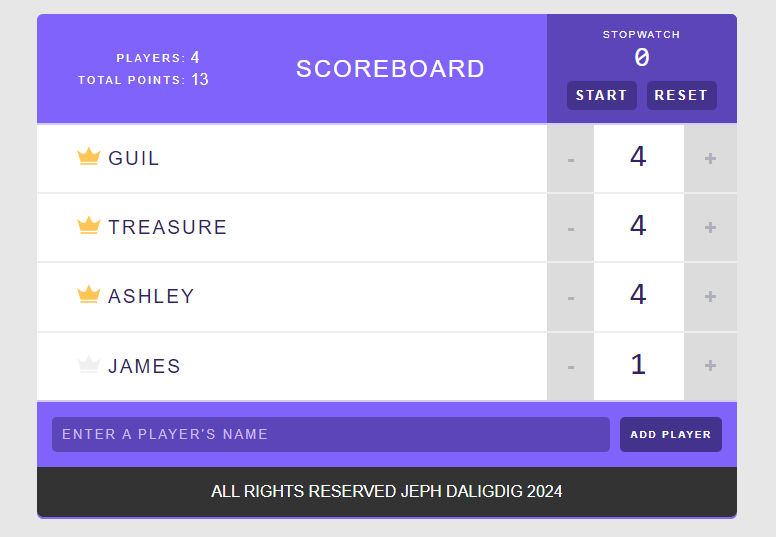 PLAYERS: 4
TOTAL POINTS: 13
SCOREBOARD
STOPWATCH
0
START RESET
GUIL - 4 +
TREASURE - 4 +
ASHLEY - 4 +
JAMES - 1 +
ENTER A PLAYER'S NAME ADD PLAYER
ALL RIGHTS RESERVED JEPH DALIGDIG 2024